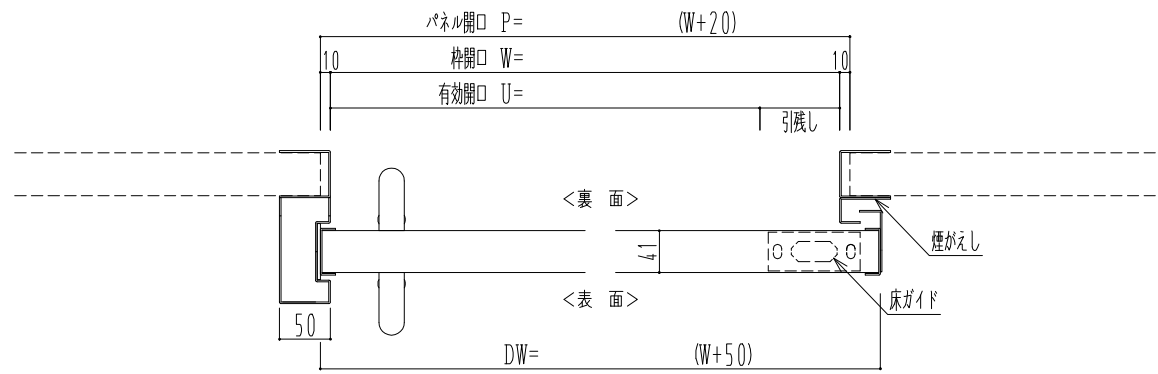 パネル開口 P= (W+20)
10 枠開口 W= 10
有効開口 U=
引残し
<裏 面>
煙がえし
41
<表 面>
床ガイド
50
DW= (W+50)